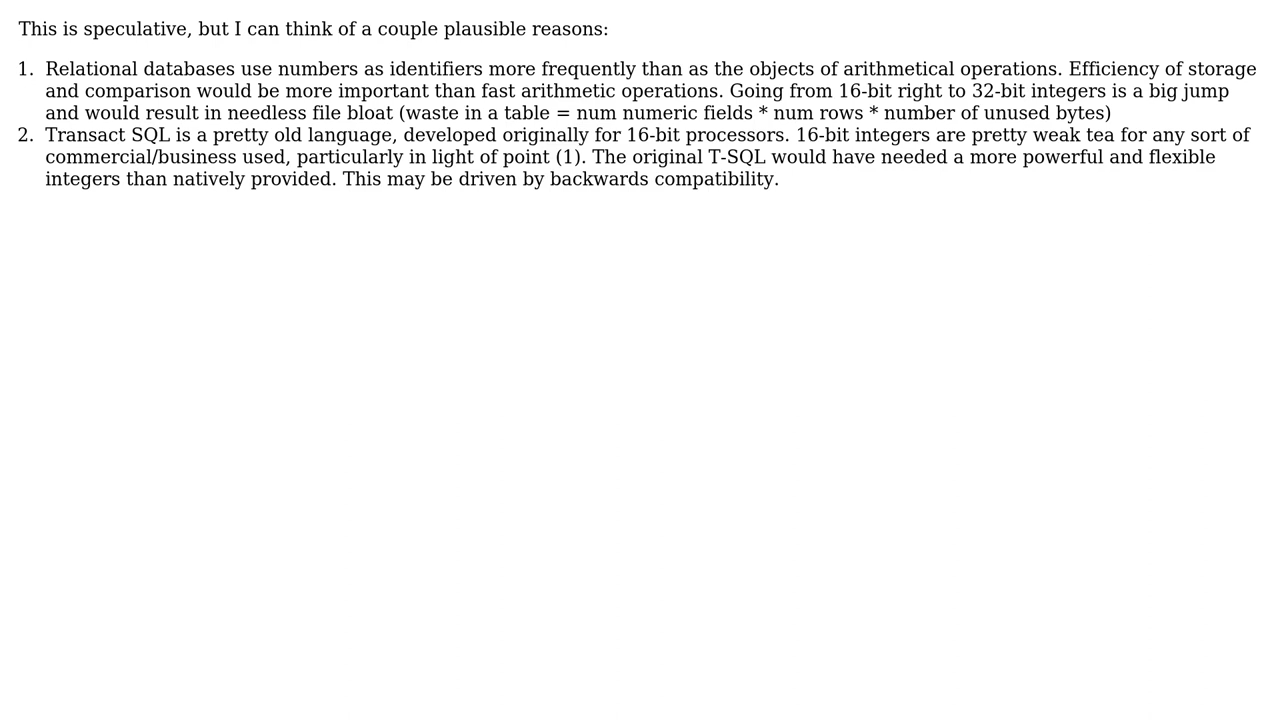 This is speculative, but I can think of a couple plausible reasons:
1. Relational databases use numbers as identifiers more frequently than as the objects of arithmetical operations. Efficiency of storage
and comparison would be more important than fast arithmetic operations. Going from 16-bit right to 32-bit integers is a big jump
and would result in needless file bloat (waste in a table = num numeric fields * num rows * number of unused bytes)
2. Transact SQL is a pretty old language, developed originally for 16-bit processors. 16-bit integers are pretty weak tea for any sort of
commercial/business used, particularly in light of point (1). The original T-SQL would have needed a more powerful and flexible
integers than natively provided. This may be driven by backwards compatibility.